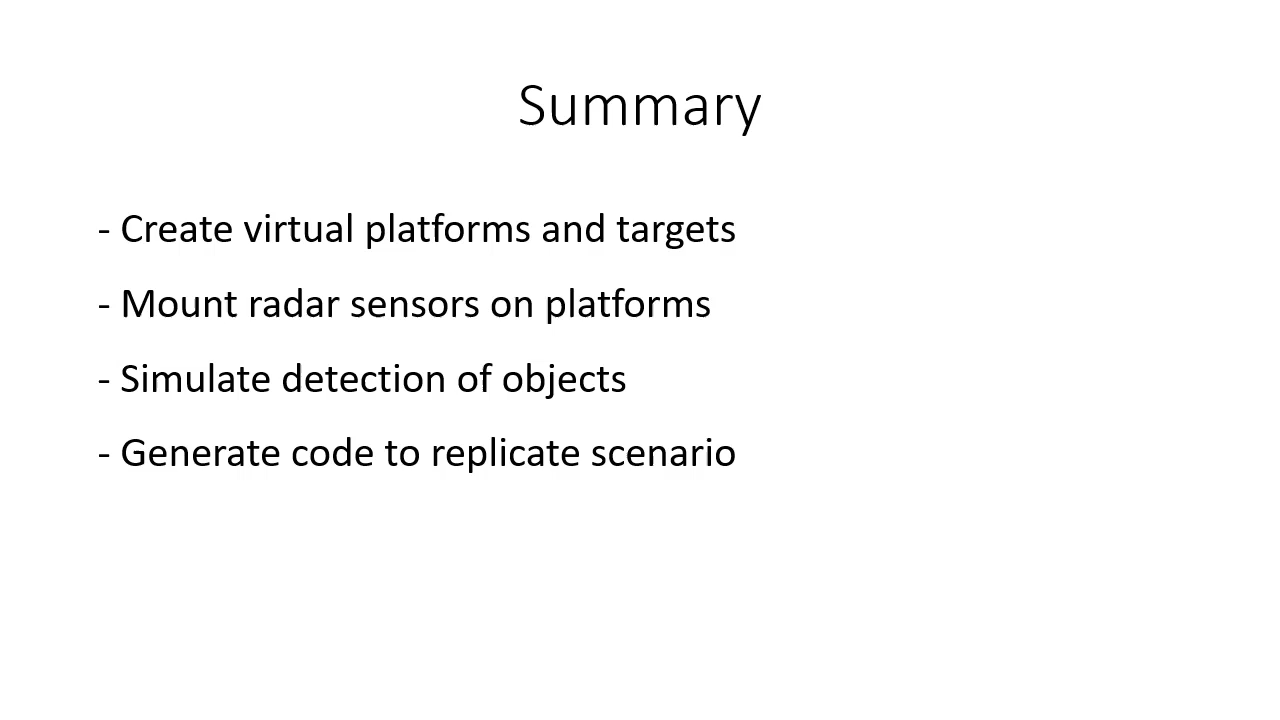 Summary
- Create virtual platforms and targets
- Mount radar sensors on platforms
- Simulate detection of objects
- Generate code to replicate scenario